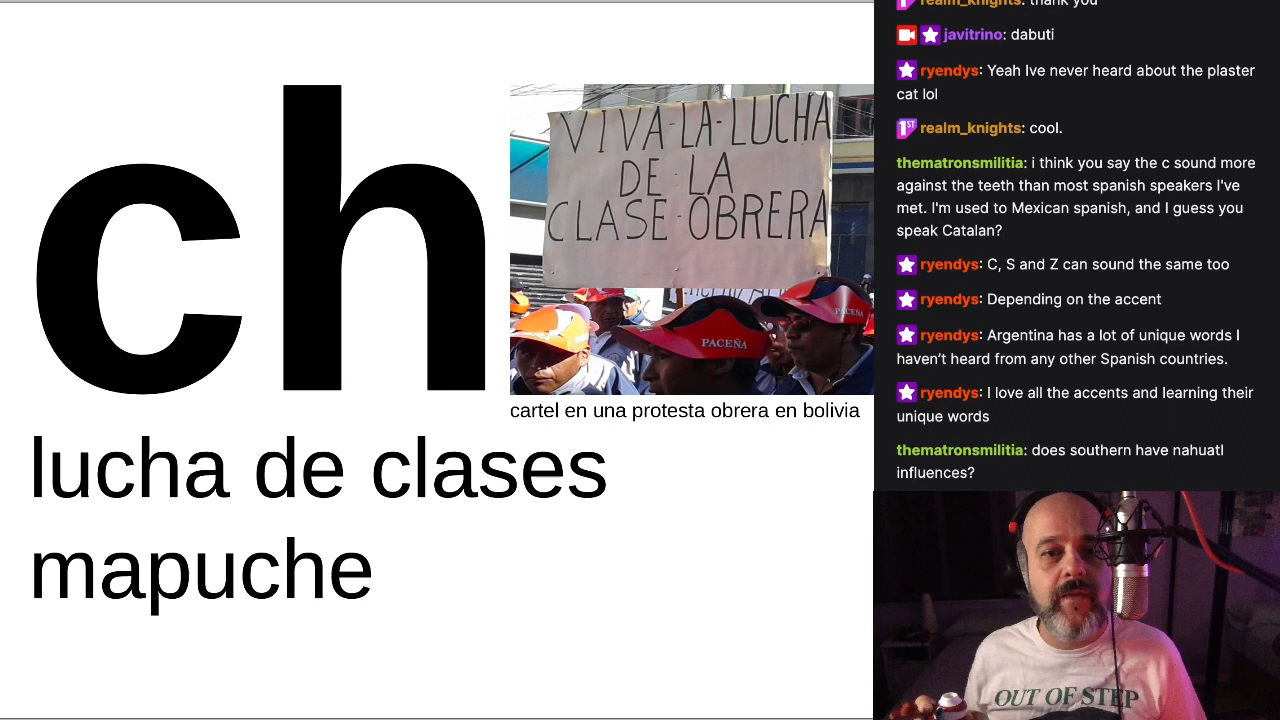 ch
VIVA-LA-LUCHA
DE LA
CLASE-OBRERA
PACEÑA
PACEÑA
cartel en una protesta obrera en bolivia
lucha de clases
mapuche
realm_knights: thank you
javitrino: dabuti
ryendys: Yeah Ive never heard about the plaster
cat lol
1ST realm_knights: cool.
thematronsmilitia: i think you say the c sound more
against the teeth than most spanish speakers I've
met. I'm used to Mexican spanish, and I guess you
speak Catalan?
ryendys: C, S and Z can sound the same too
ryendys: Depending on the accent
ryendys: Argentina has a lot of unique words I
haven't heard from any other Spanish countries.
ryendys: I love all the accents and learning their
unique words
thematronsmilitia: does southern have nahuatl
influences?
OUT OF STEP